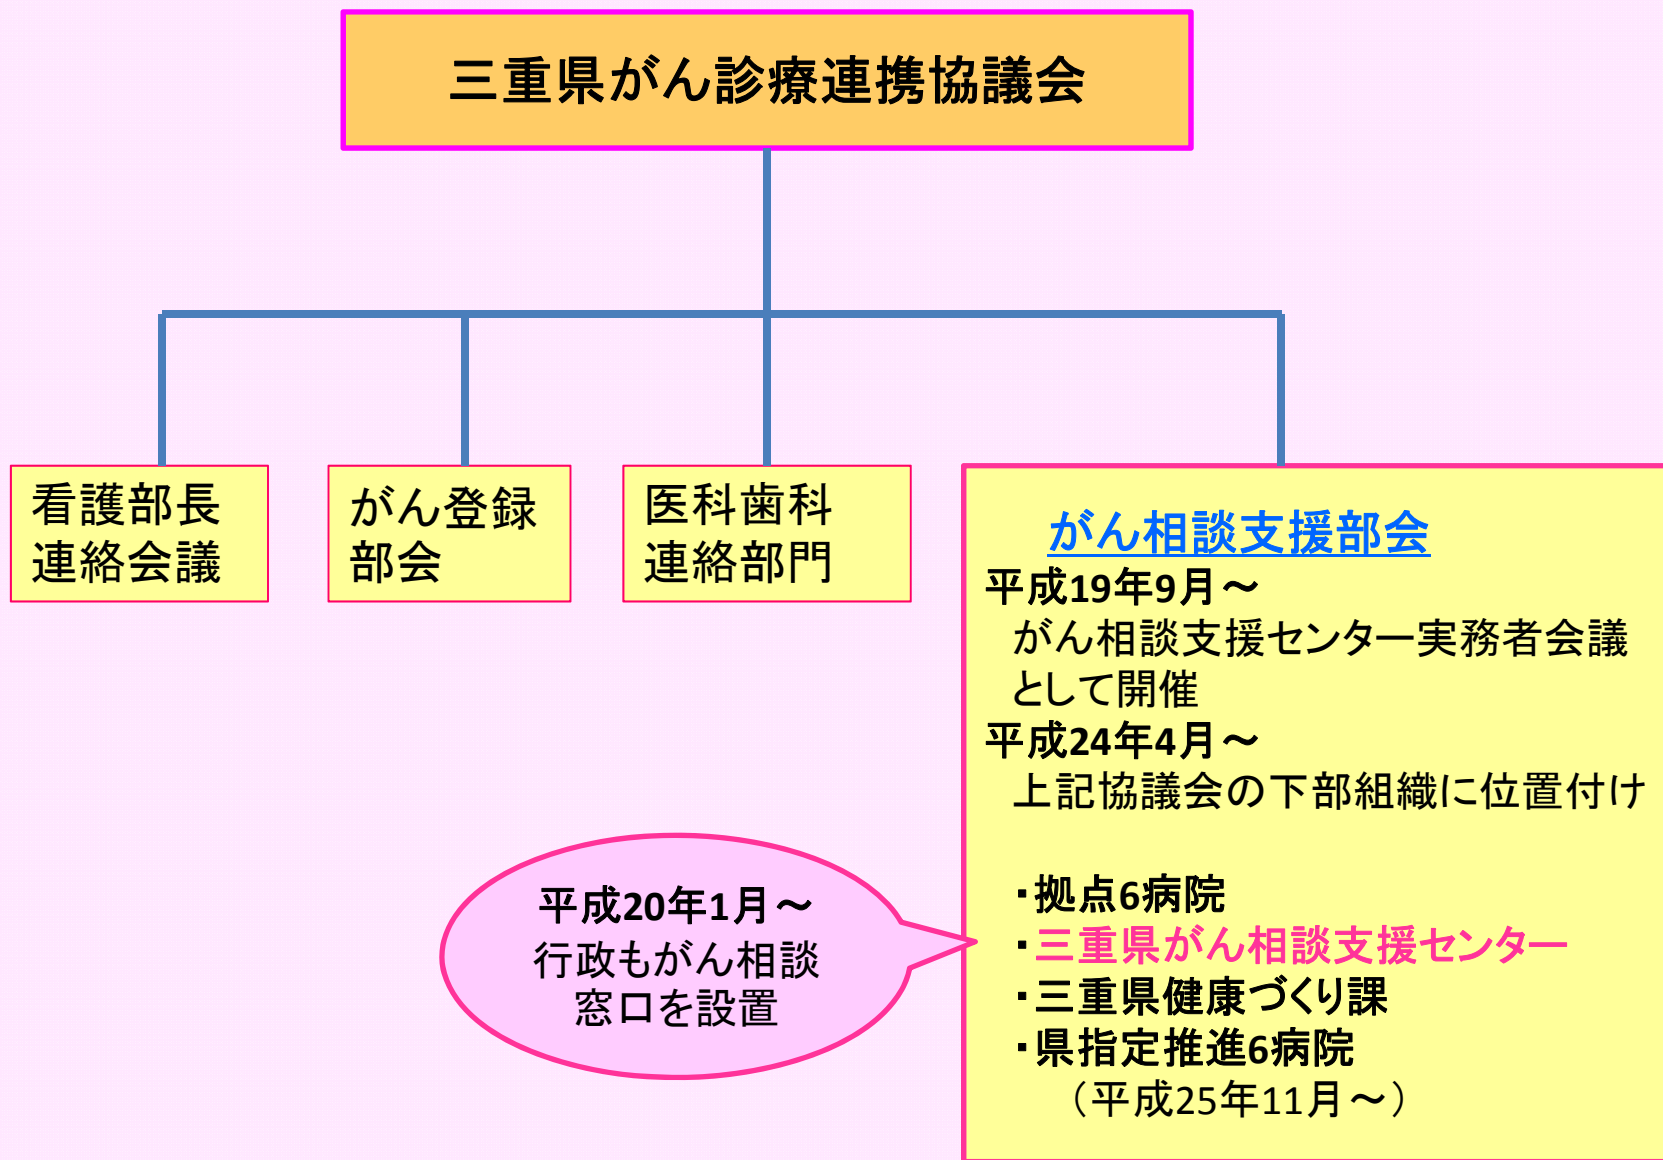 三重県がん診療連携協議会
看護部長
連絡会議
がん登録
部会
医科歯科
連絡部門
がん相談支援部会
平成19年9月～
がん相談支援センター実務者会議
として開催
平成24年4月～
上記協議会の下部組織に位置付け
・拠点6病院
・三重県がん相談支援センター
・三重県健康づくり課
・県指定推進6病院
（平成25年11月～）
平成20年1月～
行政もがん相談
窓口を設置